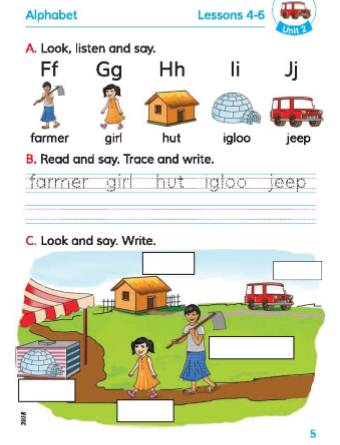 Alphabet Lessons 4-6
Unit 2
A. Look, listen and say.
Ff Gg Hh Ii Jj
farmer girl hut igloo jeep
B. Read and say. Trace and write.
farmer girl hut igloo jeep
C. Look and say. Write.
2018
5